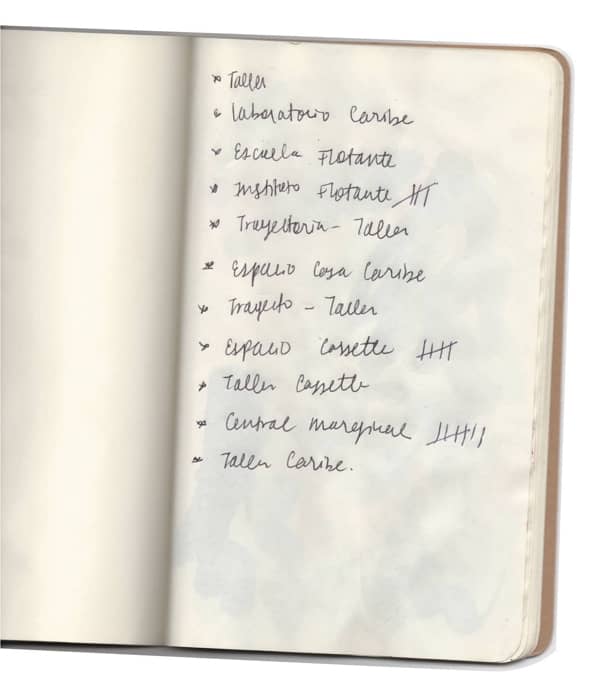 Taller
Laboratorio Caribe
Escuela Flotante
Instituto Flotante
Trayectoria - Taller
Espacio Casa Caribe
Trayecto - Taller
Espacio Cassette
Taller Cassette
Central marginal
Taller Caribe.